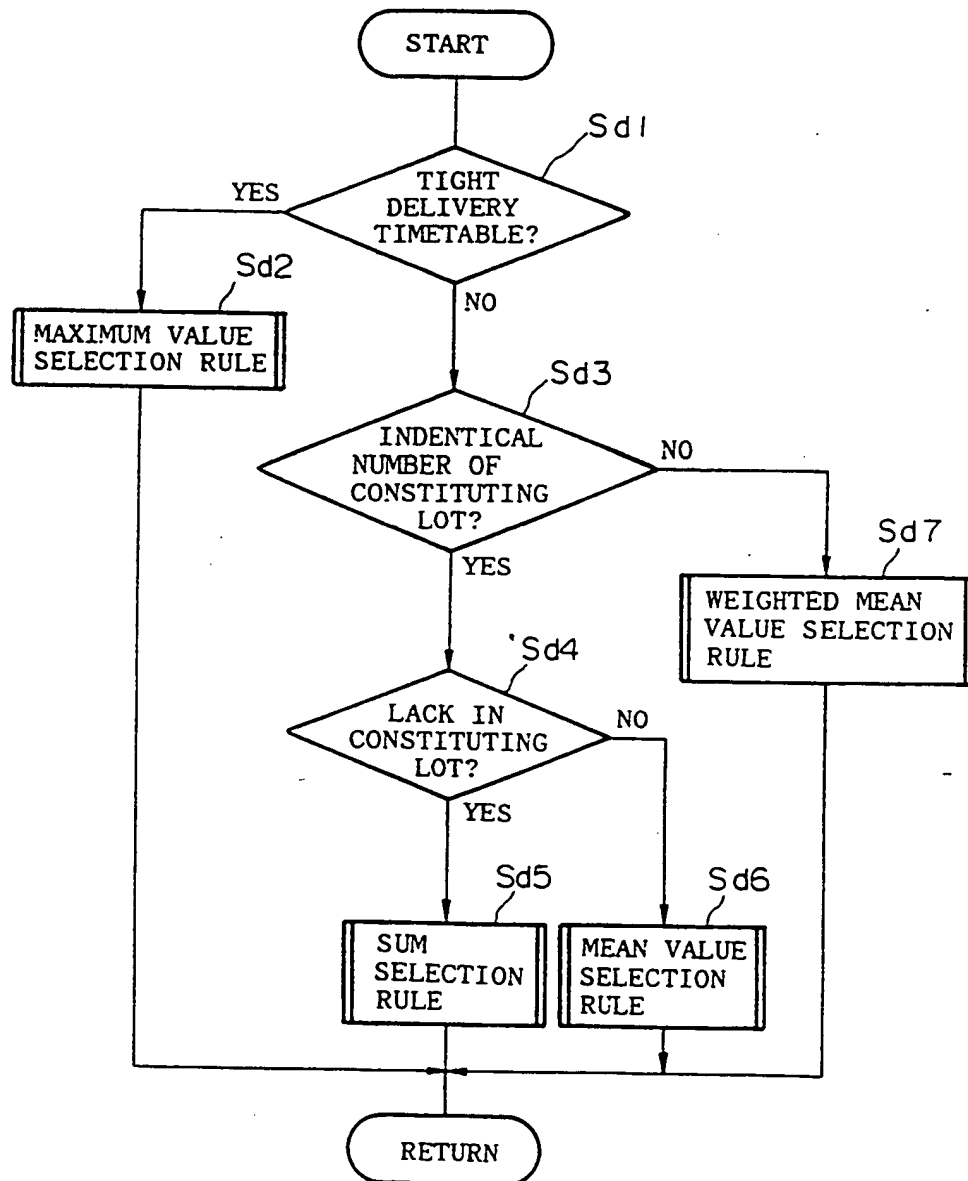 START
Sd1
TIGHT
DELIVERY
TIMETABLE?
YES
NO
Sd2
MAXIMUM VALUE
SELECTION RULE
Sd3
INDENTICAL
NUMBER OF
CONSTITUTING
LOT?
NO
YES
Sd7
WEIGHTED MEAN
VALUE SELECTION
RULE
Sd4
LACK IN
CONSTITUTING
LOT?
NO
YES
Sd5
SUM
SELECTION
RULE
Sd6
MEAN VALUE
SELECTION
RULE
RETURN